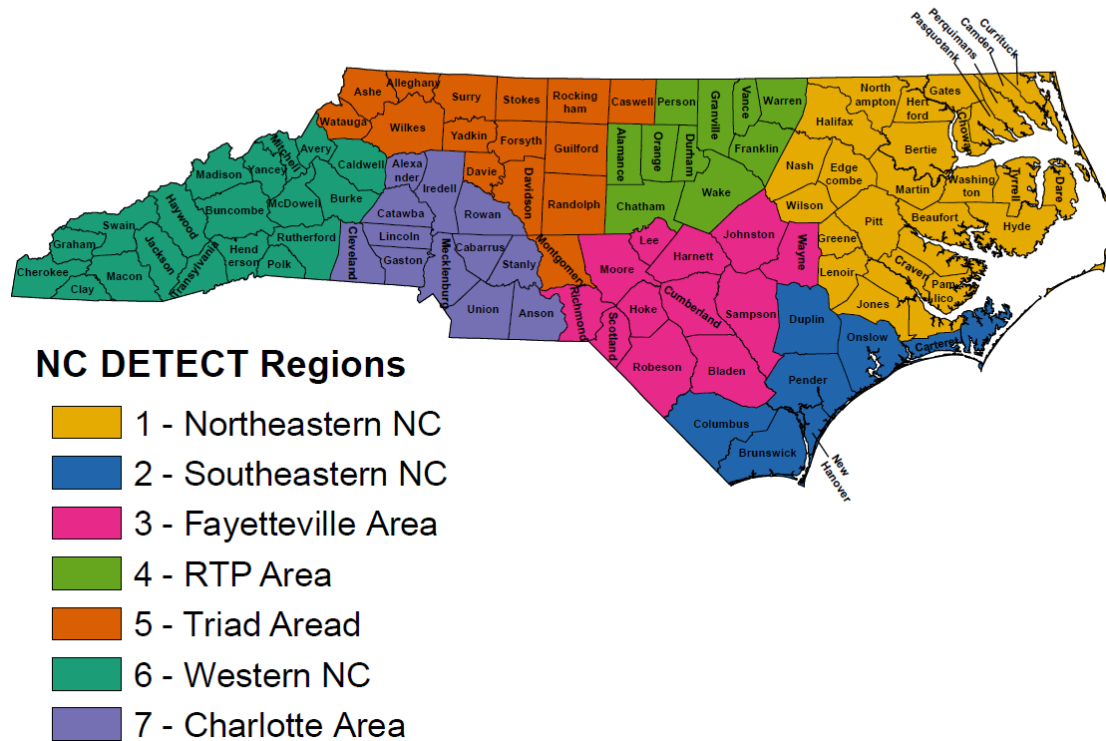 Currituck
Camden
Perquimans
Pasquotank
Ashe
Alleghany
Surry
Stokes
Rocking
ham
Caswell
Person
Granville
Vance
Warren
North
ampton
Gates
Hert
ford
Halifax
Watauga
Wilkes
Yadkin
Forsyth
Guilford
Alamance
Orange
Durham
Franklin
Chowan
Bertie
Mitchell
Avery
Caldwell
Alexa
nder
Iredell
Davie
Davidson
Randolph
Chatham
Wake
Nash
Edge
combe
Martin
Washing
ton
Tyrrell
Dare
Madison
Yancey
McDowell
Burke
Catawba
Rowan
Wilson
Pitt
Beaufort
Hyde
Haywood
Buncombe
Swain
Graham
Jackson
Transylvania
Hend
erson
Rutherford
Polk
Cleveland
Lincoln
Gaston
Mecklenburg
Cabarrus
Stanly
Montgomery
Moore
Lee
Harnett
Johnston
Wayne
Greene
Lenoir
Craven
Pam
lico
Jones
Cherokee
Clay
Macon
Union
Anson
Richmond
Scotland
Hoke
Cumberland
Sampson
Duplin
Onslow
Carteret
Robeson
Bladen
Pender
Columbus
Brunswick
New
Hanover
NC DETECT Regions
1 - Northeastern NC
2 - Southeastern NC
3 - Fayetteville Area
4 - RTP Area
5 - Triad Aread
6 - Western NC
7 - Charlotte Area